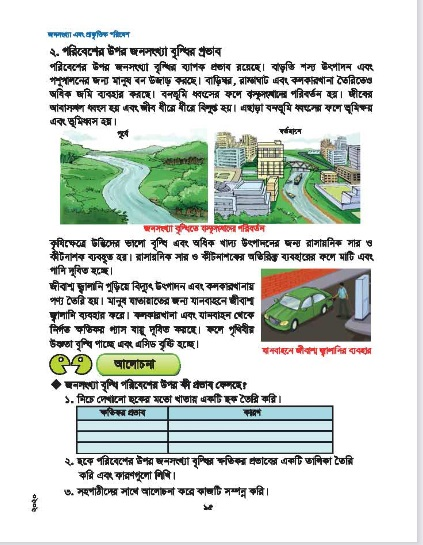 জনসংখ্যা এবং প্রাকৃতিক পরিবেশ
২. পরিবেশের উপর জনসংখ্যা বৃদ্ধির প্রভাব
পরিবেশের উপর জনসংখ্যা বৃদ্ধির ব্যাপক প্রভাব রয়েছে। বাড়তি শস্য উৎপাদন এবং
পশুপালনের জন্য মানুষ বন উজাড় করছে। বাড়িঘর, রাস্তাঘাট এবং কলকারখানা তৈরিতেও
অধিক জমি ব্যবহার করছে। বনভূমি ধ্বংসের ফলে বাস্তুসংস্থানের পরিবর্তন হয়। জীবের
আবাসস্থল ধ্বংস হয় এবং জীব ধীরে ধীরে বিলুপ্ত হয়। এছাড়া বনভূমি ধ্বংসের ফলে ভূমিক্ষয়
এবং ভূমিধস হয়।
পূর্বে
বর্তমানে
জনসংখ্যা বৃদ্ধিতে বাস্তুসংস্থানের পরিবর্তন
কৃষিক্ষেত্রে উদ্ভিদের ভালো বৃদ্ধি এবং অধিক খাদ্য উৎপাদনের জন্য রাসায়নিক সার ও
কীটনাশক ব্যবহৃত হয়। রাসায়নিক সার ও কীটনাশকের অতিরিক্ত ব্যবহারের ফলে মাটি এবং
পানি দূষিত হচ্ছে।
জীবাশ্ম জ্বালানি পুড়িয়ে বিদ্যুৎ উৎপাদন এবং কলকারখানায়
পণ্য তৈরি হয়। মানুষ যাতায়াতের জন্য যানবাহনে জীবাশ্ম
জ্বালানি ব্যবহার করে। কলকারখানা এবং যানবাহন থেকে
নির্গত ক্ষতিকর গ্যাস বায়ু দূষিত করছে। ফলে পৃথিবীর
উষ্ণতা বৃদ্ধি পাচ্ছে এবং এসিড বৃষ্টি হচ্ছে।
যানবাহনে জীবাশ্ম জ্বালানির ব্যবহার
আলোচনা
◆ জনসংখ্যা বৃদ্ধি পরিবেশের উপর কী প্রভাব ফেলছে?
১. নিচে দেখানো ছকের মতো খাতায় একটি ছক তৈরি করি।
ক্ষতিকর প্রভাব
কারণ
২. ছকে পরিবেশের উপর জনসংখ্যা বৃদ্ধির ক্ষতিকর প্রভাবের একটি তালিকা তৈরি
করি এবং কারণগুলো লিখি।
৩. সহপাঠীদের সাথে আলোচনা করে কাজটি সম্পন্ন করি।
২০২০
৯৫